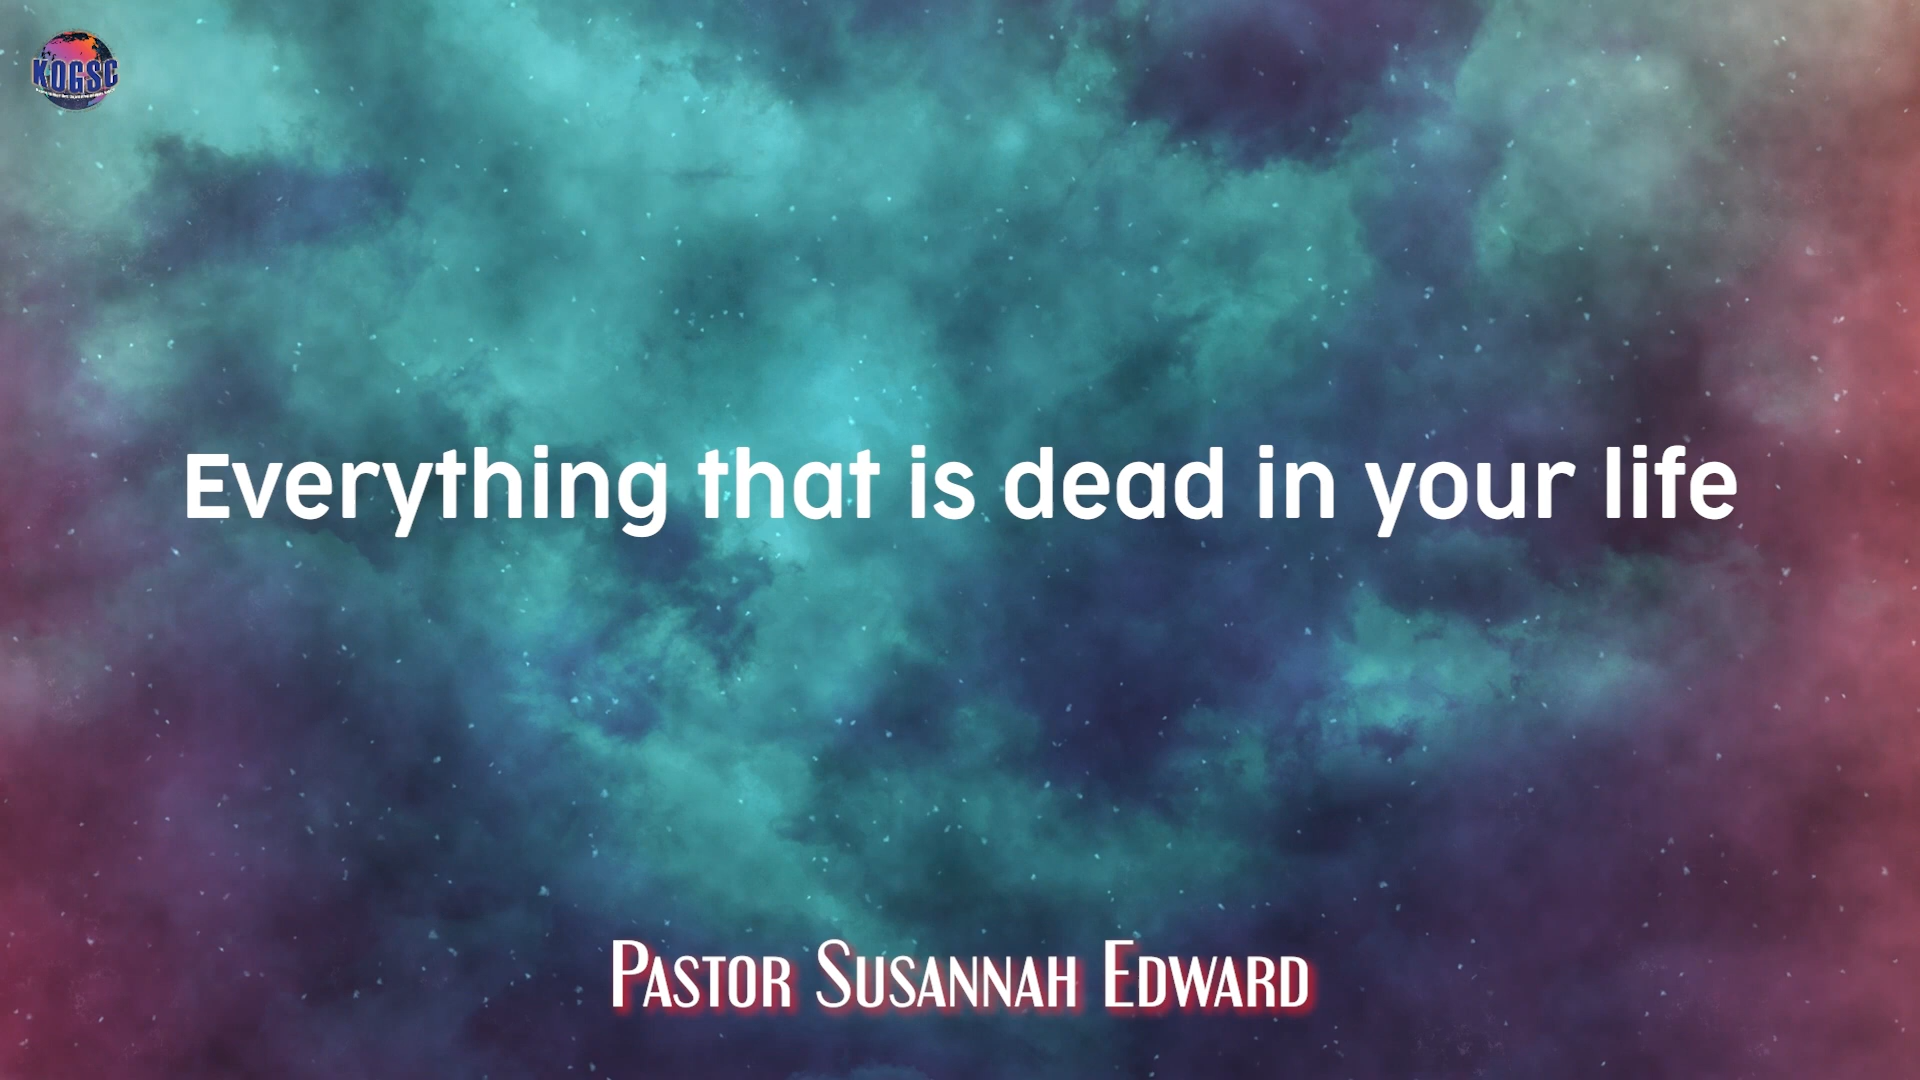 KOGSC
Everything that is dead in your life
Pastor Susannah Edward